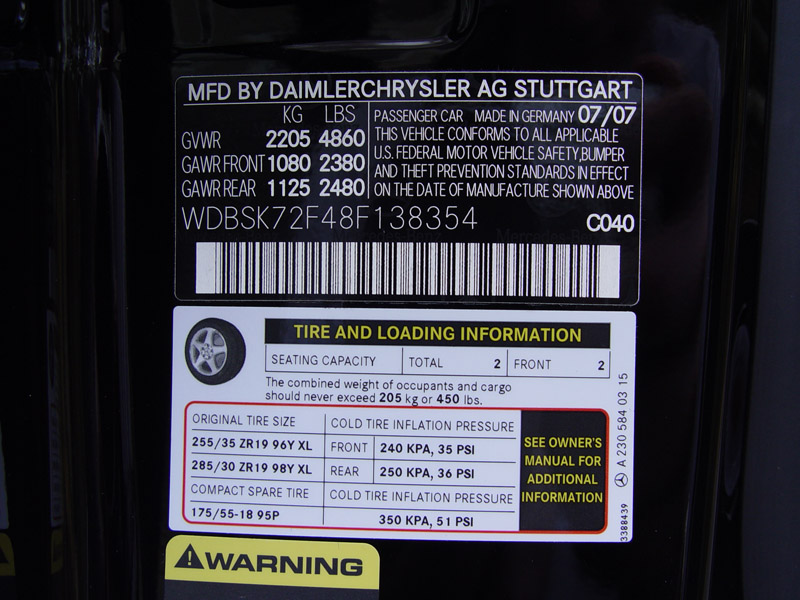 MFD BY DAIMLERCHRYSLER AG STUTTGART
KG LBS
GVWR 2205 4860
GAWR FRONT 1080 2380
GAWR REAR 1125 2480
PASSENGER CAR MADE IN GERMANY 07/07
THIS VEHICLE CONFORMS TO ALL APPLICABLE
U.S. FEDERAL MOTOR VEHICLE SAFETY, BUMPER
AND THEFT PREVENTION STANDARDS IN EFFECT
ON THE DATE OF MANUFACTURE SHOWN ABOVE
WDBSK72F48F138354 C040
TIRE AND LOADING INFORMATION
SEATING CAPACITY TOTAL 2 FRONT 2
The combined weight of occupants and cargo
should never exceed 205 kg or 450 lbs.
ORIGINAL TIRE SIZE COLD TIRE INFLATION PRESSURE
255/35 ZR19 96Y XL FRONT 240 KPA, 35 PSI
285/30 ZR19 98Y XL REAR 250 KPA, 36 PSI
COMPACT SPARE TIRE COLD TIRE INFLATION PRESSURE
175/55-18 95P 350 KPA, 51 PSI
SEE OWNER'S
MANUAL FOR
ADDITIONAL
INFORMATION
A 230 584 03 15
3388439
WARNING